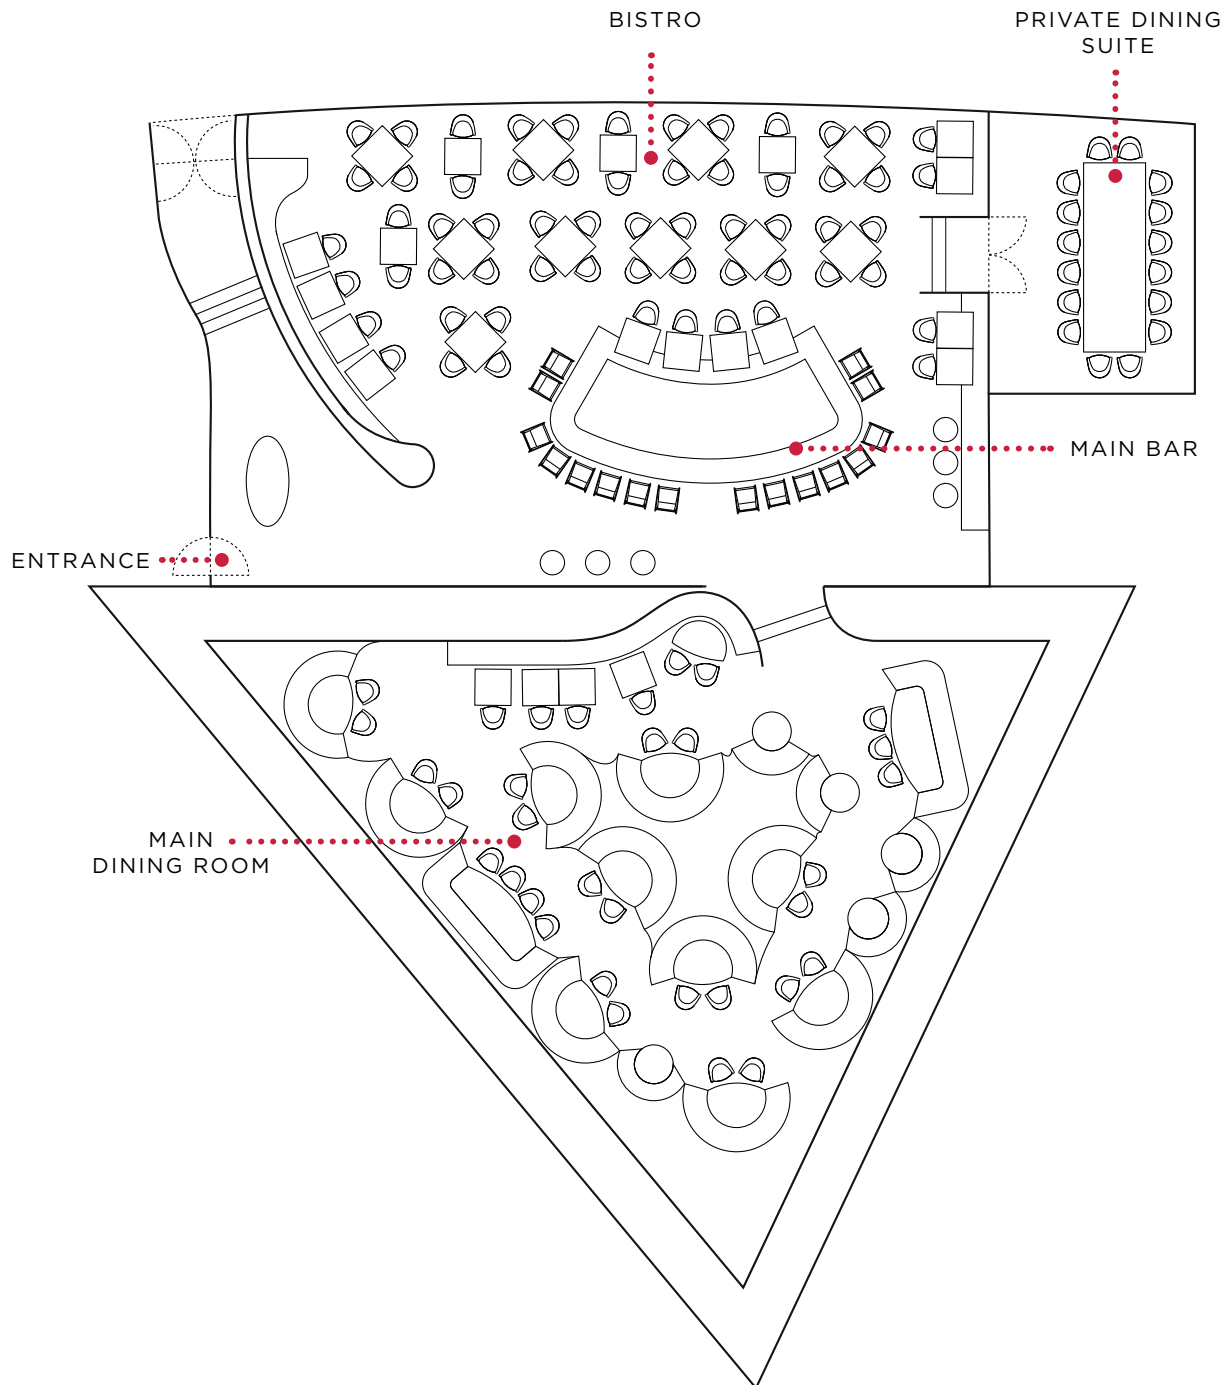 BISTRO
PRIVATE DINING
SUITE
MAIN BAR
ENTRANCE
MAIN
DINING ROOM